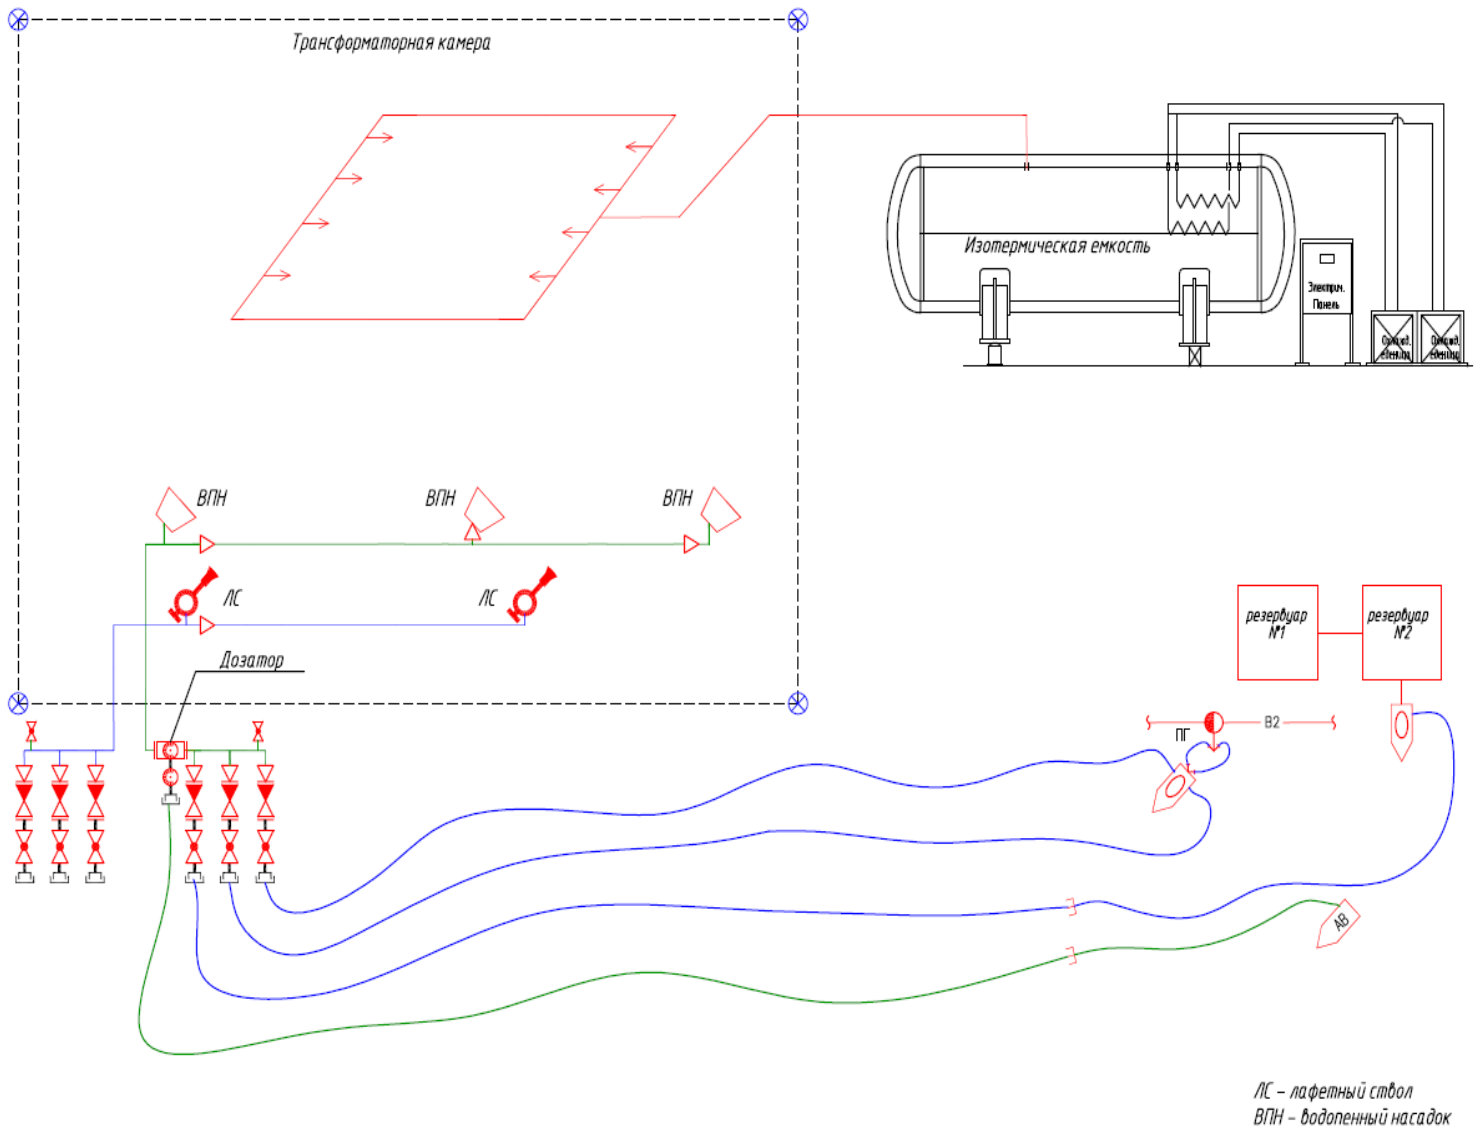 Трансформаторная камера
Изотермическая емкость
Электрич.
Панель
ВПН
ВПН
ВПН
ЛС
ЛС
Дозатор
резервуар
№1
резервуар
№2
ПГ
В2
АВ
ЛС – лафетный ствол
ВПН – водопенный насадок